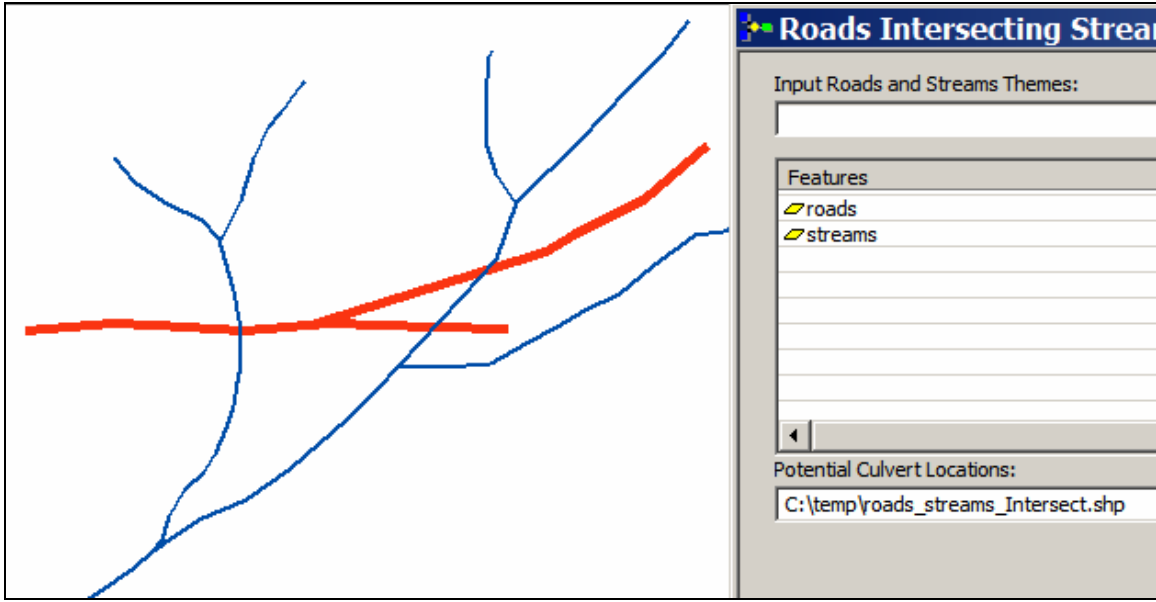 Roads Intersecting Strea
Input Roads and Streams Themes:
Features
roads
streams
Potential Culvert Locations:
C:\temp\roads_streams_Intersect.shp